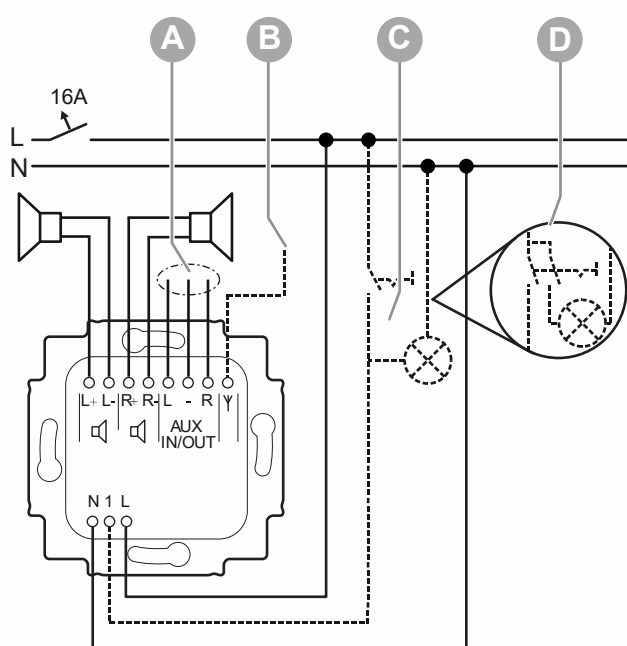 A B C D
16A
L
N
L+ L- R+ R- L - R
AUX
IN/OUT
N 1 L